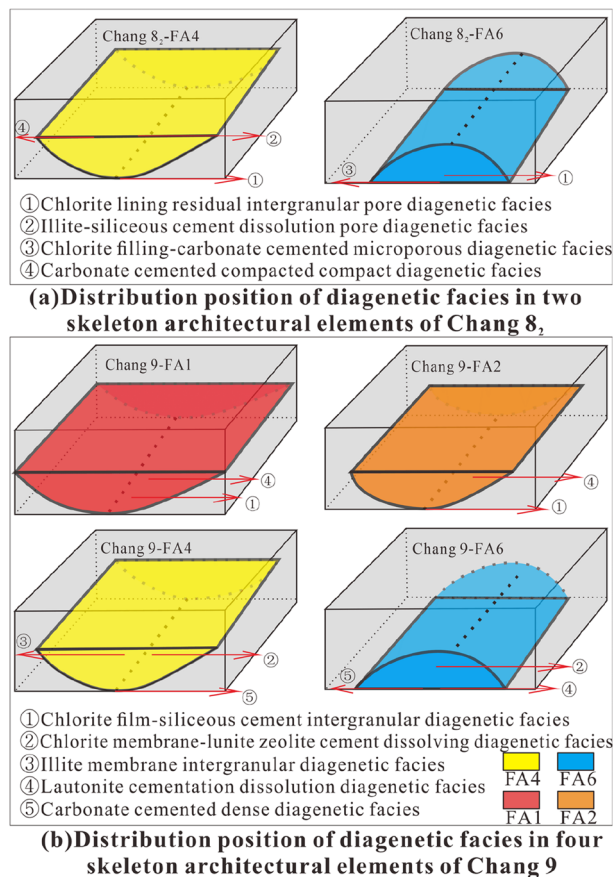 Chang 8₂-FA4
Chang 8₂-FA6
④
②
①
③
①
①Chlorite lining residual intergranular pore diagenetic facies
②Illite-siliceous cement dissolution pore diagenetic facies
③Chlorite filling-carbonate cemented microporous diagenetic facies
④Carbonate cemented compacted compact diagenetic facies
(a)Distribution position of diagenetic facies in two
skeleton architectural elements of Chang 8₂
Chang 9-FA1
Chang 9-FA2
④
①
④
①
Chang 9-FA4
Chang 9-FA6
③
②
⑤
⑤
②
④
①Chlorite film-siliceous cement intergranular diagenetic facies
②Chlorite membrane-lunite zeolite cement dissolving diagenetic facies
③Illite membrane intergranular diagenetic facies
④Lautonite cementation dissolution diagenetic facies
⑤Carbonate cemented dense diagenetic facies
FA4
FA6
FA1
FA2
(b)Distribution position of diagenetic facies in four
skeleton architectural elements of Chang 9